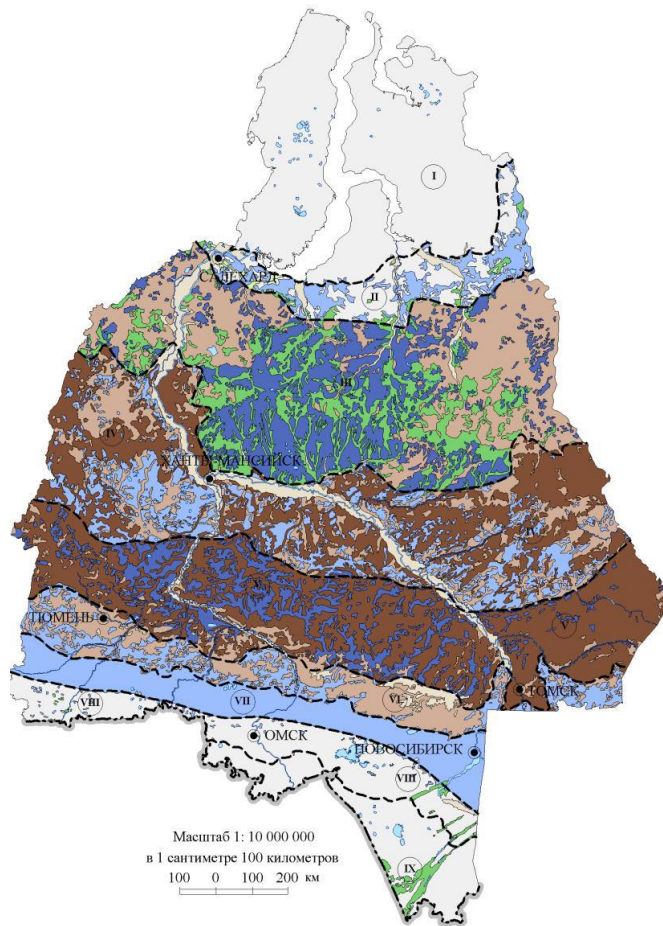 I
САЛЕХАРД
II
III
IV
ХАНТЫ-МАНСИЙСК
IV
V
V
ТЮМЕНЬ
ТОМСК
VI
VII
VIII
ОМСК
НОВОСИБИРСК
VIII
Масштаб 1: 10 000 000
в 1 сантиметре 100 километров
100 0 100 200 км
IX